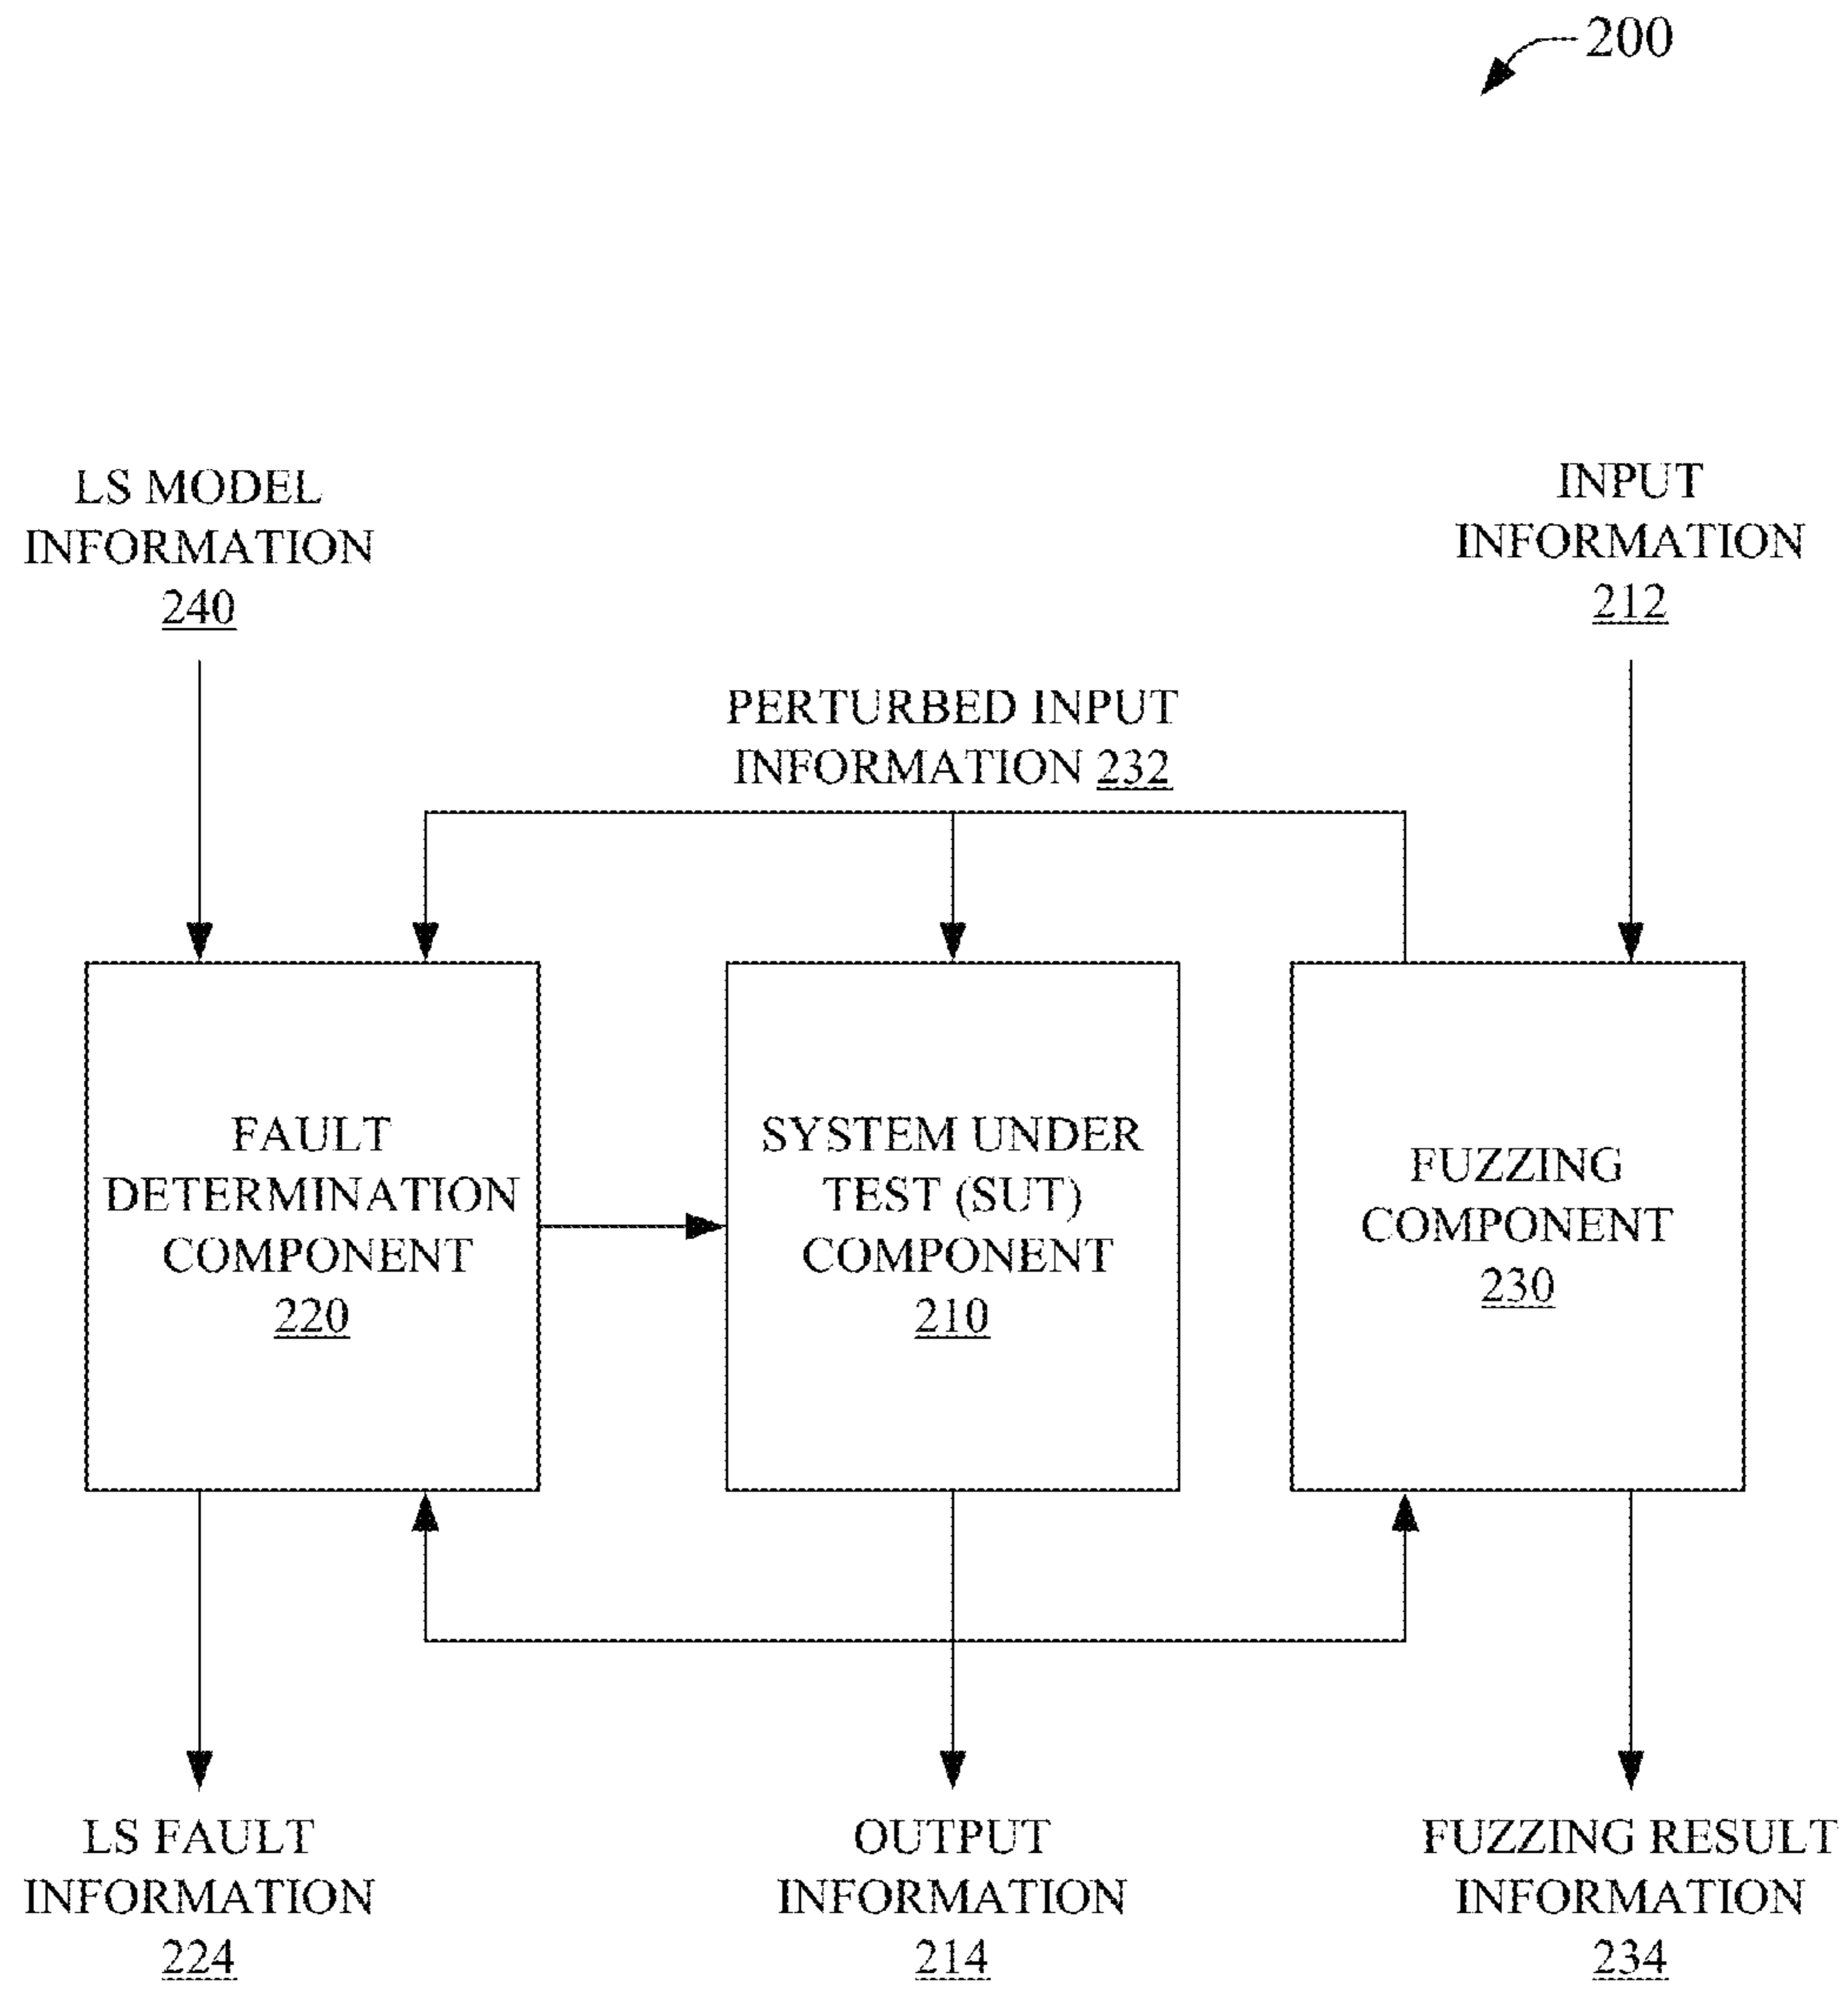 200
LS MODEL
INFORMATION
240
INPUT
INFORMATION
212
PERTURBED INPUT
INFORMATION 232
FAULT
DETERMINATION
COMPONENT
220
SYSTEM UNDER
TEST (SUT)
COMPONENT
210
FUZZING
COMPONENT
230
LS FAULT
INFORMATION
224
OUTPUT
INFORMATION
214
FUZZING RESULT
INFORMATION
234